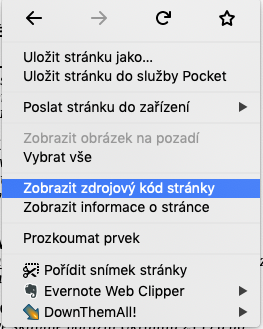 Uložit stránku jako...
Uložit stránku do služby Pocket
Poslat stránku do zařízení
Zobrazit obrázek na pozadí
Vybrat vše
Zobrazit zdrojový kód stránky
Zobrazit informace o stránce
Prozkoumat prvek
Pořídit snímek stránky
Evernote Web Clipper
DownThemAll!